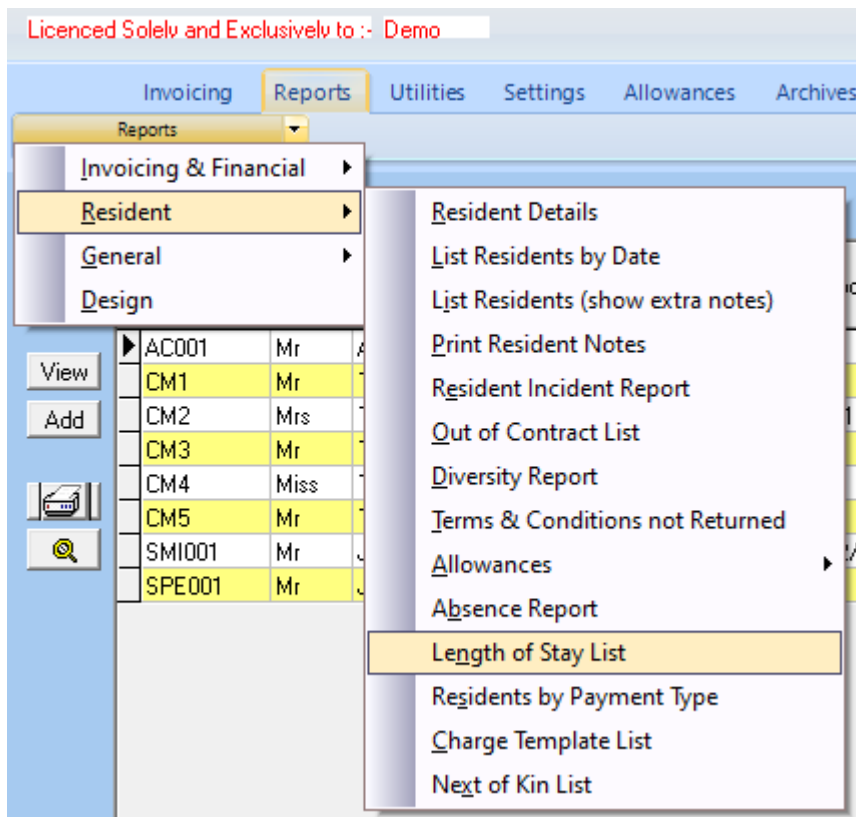 Licenced Solely and Exclusively to :- Demo
Invoicing Reports Utilities Settings Allowances Archives
Reports
Invoicing & Financial
Resident
General
Design
Resident Details
List Residents by Date
List Residents (show extra notes)
Print Resident Notes
Resident Incident Report
Out of Contract List
Diversity Report
Terms & Conditions not Returned
Allowances
Absence Report
Length of Stay List
Residents by Payment Type
Charge Template List
Next of Kin List
View
Add
AC001 Mr
CM1 Mr
CM2 Mrs
CM3 Mr
CM4 Miss
CM5 Mr
SMI001 Mr
SPE001 Mr